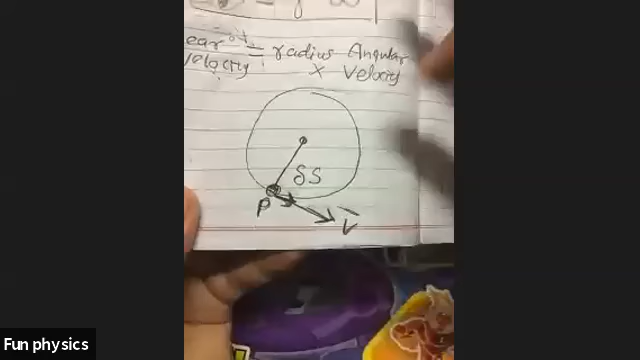 = radius Angular
velocity × Velocity
δS
P
V
Fun physics